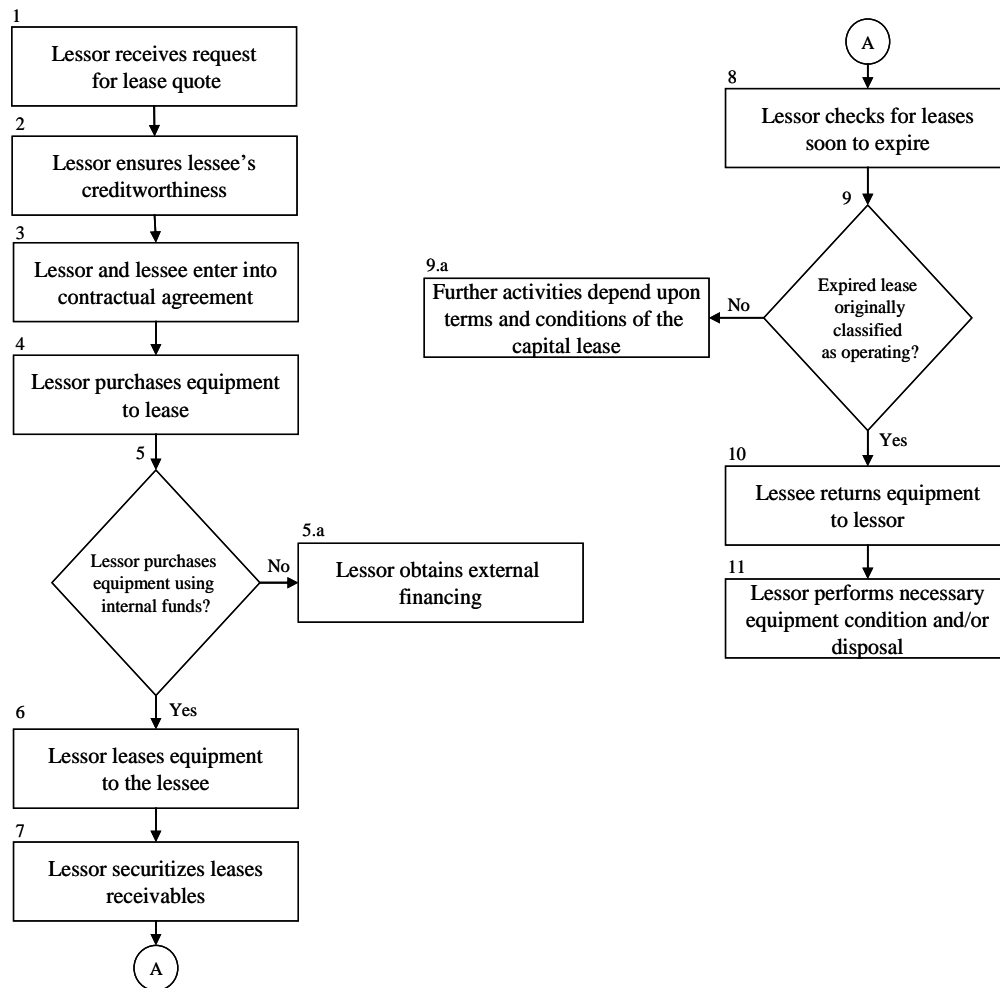 1
Lessor receives request
for lease quote
2
Lessor ensures lessee’s
creditworthiness
3
Lessor and lessee enter into
contractual agreement
4
Lessor purchases equipment
to lease
5
Lessor purchases
equipment using
internal funds?
No
5.a
Lessor obtains external
financing
Yes
6
Lessor leases equipment
to the lessee
7
Lessor securitizes leases
receivables
A
A
8
Lessor checks for leases
soon to expire
9
Expired lease
originally
classified
as operating?
No
9.a
Further activities depend upon
terms and conditions of the
capital lease
Yes
10
Lessee returns equipment
to lessor
11
Lessor performs necessary
equipment condition and/or
disposal